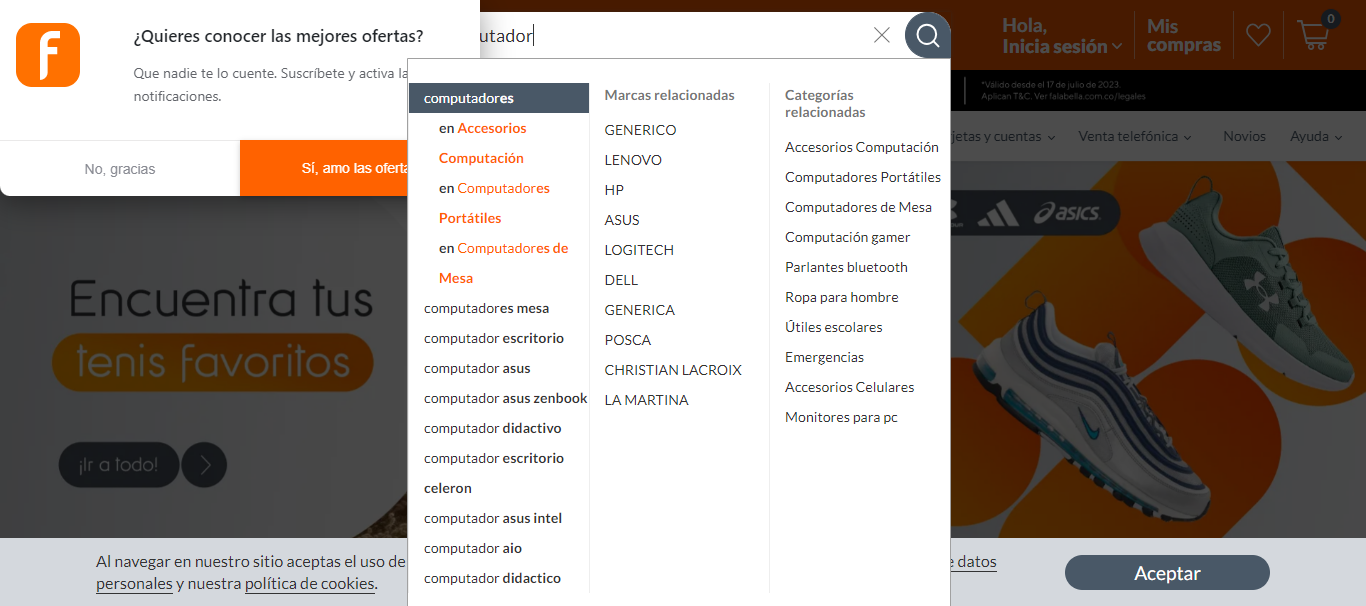 ¿Quieres conocer las mejores ofertas?
Que nadie te lo cuente. Suscríbete y activa la
notificaciones.
No, gracias
Sí, amo las oferta
utador
Hola,
Inicia sesión
Mis
compras
0
*Válido desde el 17 de julio de 2023.
Aplican T&C. Ver falabella.com.co/legales
jetas y cuentas
Venta telefónica
Novios
Ayuda
computadores
en Accesorios
Computación
en Computadores
Portátiles
en Computadores de
Mesa
computadores mesa
computador escritorio
computador asus
computador asus zenbook
computador didactivo
computador escritorio
celeron
computador asus intel
computador aio
computador didactico
Marcas relacionadas
GENERICO
LENOVO
HP
ASUS
LOGITECH
DELL
GENERICA
POSCA
CHRISTIAN LACROIX
LA MARTINA
Categorías
relacionadas
Accesorios Computación
Computadores Portátiles
Computadores de Mesa
Computación gamer
Parlantes bluetooth
Ropa para hombre
Útiles escolares
Emergencias
Accesorios Celulares
Monitores para pc
Encuentra tus
tenis favoritos
¡Ir a todo!
asics
Al navegar en nuestro sitio aceptas el uso de
personales y nuestra política de cookies.
de datos
Aceptar